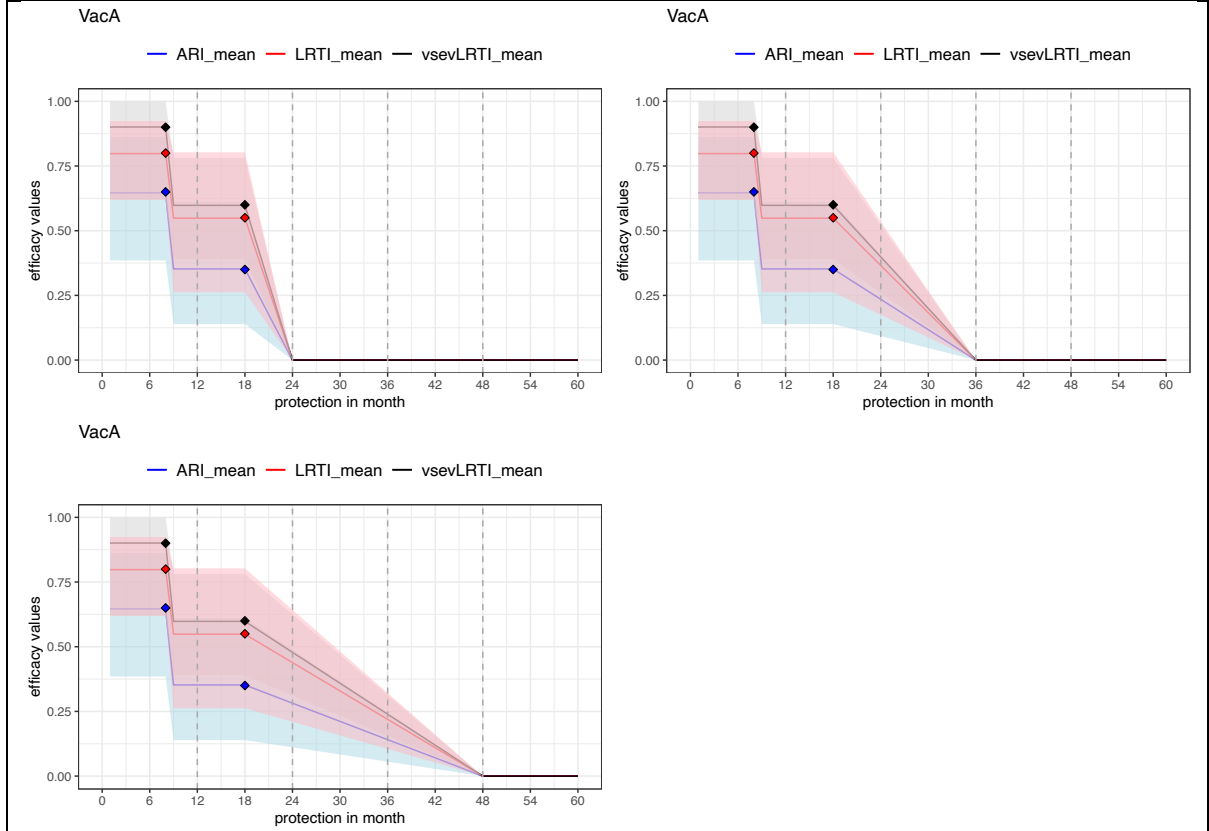 VacA
ARI_mean LRTI_mean vsevLRTI_mean
1.00
0.75
0.50
0.25
0.00
efficacy values
0 6 12 18 24 30 36 42 48 54 60
protection in month
VacA
ARI_mean LRTI_mean vsevLRTI_mean
1.00
0.75
0.50
0.25
0.00
efficacy values
0 6 12 18 24 30 36 42 48 54 60
protection in month
VacA
ARI_mean LRTI_mean vsevLRTI_mean
1.00
0.75
0.50
0.25
0.00
efficacy values
0 6 12 18 24 30 36 42 48 54 60
protection in month